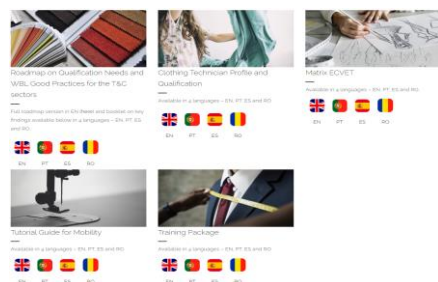 Roadmap on Qualification Needs and
WBL Good Practices for the T&C
sectors
Full roadmap version in EN (here) and booklet on key
findings available below in 4 languages – EN, PT, ES
and RO.
EN PT ES RO
Clothing Technician Profile and
Qualification
Available in 4 languages – EN, PT, ES and RO.
EN PT ES RO
Matrix ECVET
Available in 4 languages – EN, PT, ES and RO.
EN PT ES RO
Tutorial Guide for Mobility
Available in 4 languages – EN, PT, ES and RO.
EN PT ES RO
Training Package
Available in 4 languages – EN, PT, ES and RO.
EN PT ES RO